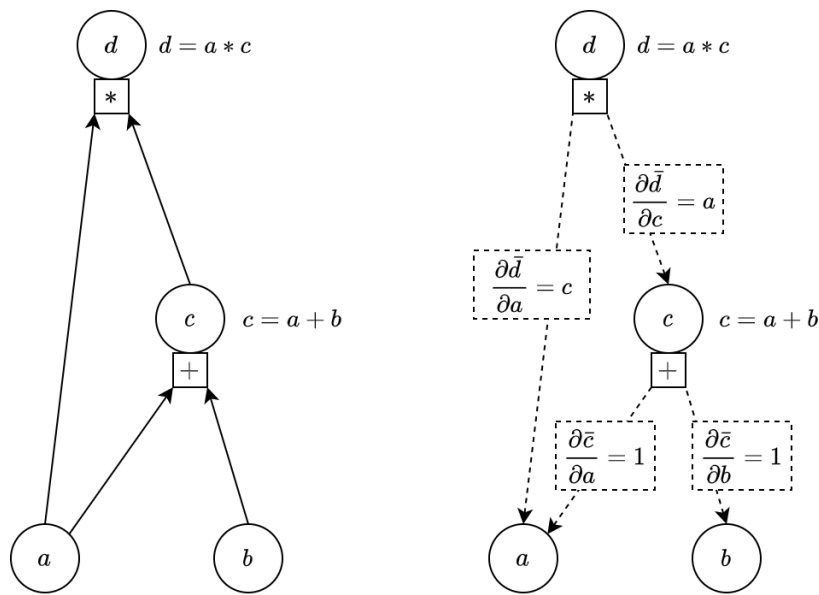 d d = a * c
*
c c = a + b
+
a b
d d = a * c
*
∂d̄/∂c = a
∂d̄/∂a = c
c c = a + b
+
∂c̄/∂a = 1 ∂c̄/∂b = 1
a b